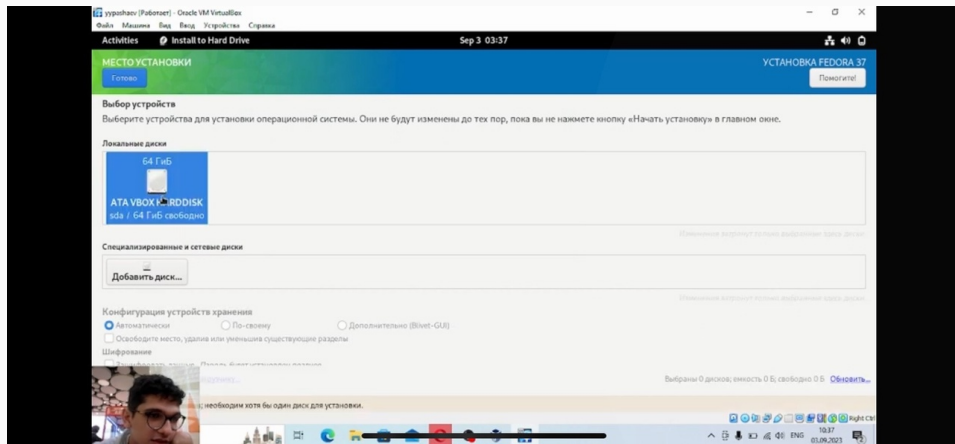 yypashaev [Работает] - Oracle VM VirtualBox
Файл Машина Вид Ввод Устройства Справка
Activities Install to Hard Drive Sep 3 03:37
МЕСТО УСТАНОВКИ УСТАНОВКА FEDORA 37
Готово Помогите!
Выбор устройств
Выберите устройства для установки операционной системы. Они не будут изменены до тех пор, пока вы не нажмете кнопку «Начать установку» в главном окне.
Локальные диски
64 ГиБ
ATA VBOX HARDDISK
sda / 64 ГиБ свободно
Специализированные и сетевые диски
Добавить диск...
Конфигурация устройств хранения
Автоматически По-своему Дополнительно (Blivet-GUI)
Освободите место, удалив или уменьшив существующие разделы
Шифрование
Выбраны 0 дисков; емкость 0 Б; свободно 0 Б Обновить...
необходим хотя бы один диск для установки.
Right Ctrl
ENG 10:37
03.09.2023